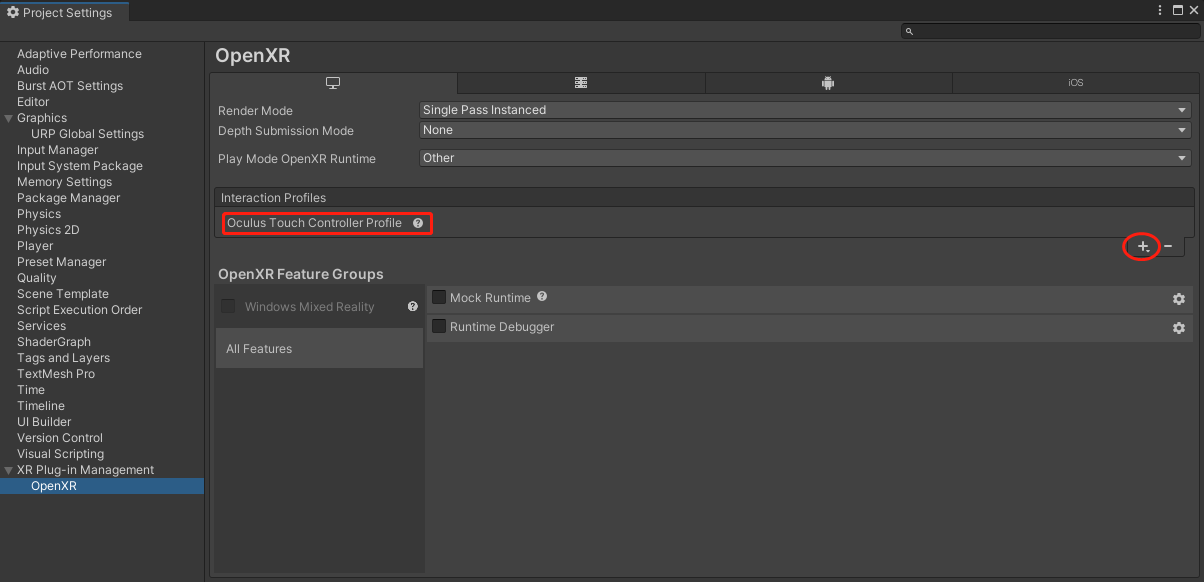 Project Settings
Adaptive Performance
Audio
Burst AOT Settings
Editor
Graphics
URP Global Settings
Input Manager
Input System Package
Memory Settings
Package Manager
Physics
Physics 2D
Player
Preset Manager
Quality
Scene Template
Script Execution Order
Services
ShaderGraph
Tags and Layers
TextMesh Pro
Time
Timeline
UI Builder
Version Control
Visual Scripting
XR Plug-in Management
OpenXR
OpenXR
iOS
Render Mode Single Pass Instanced
Depth Submission Mode None
Play Mode OpenXR Runtime Other
Interaction Profiles
Oculus Touch Controller Profile
OpenXR Feature Groups
Windows Mixed Reality
All Features
Mock Runtime
Runtime Debugger